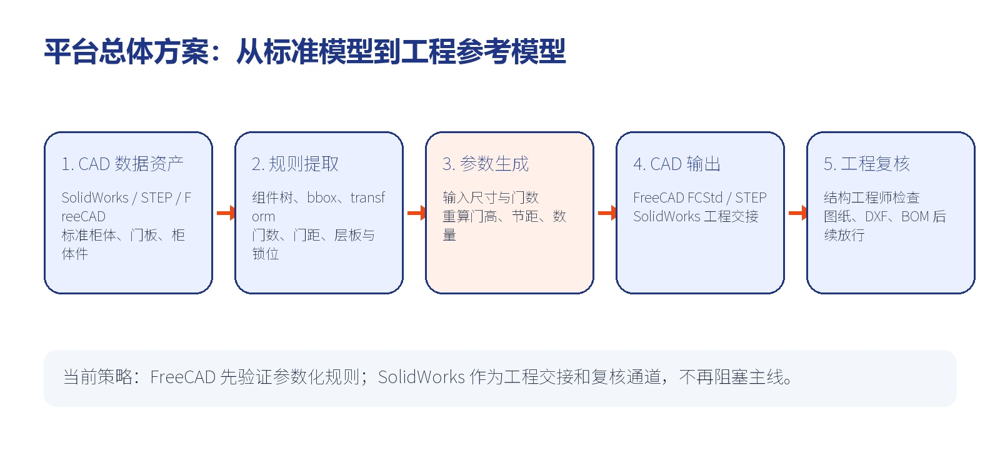 平台总体方案：从标准模型到工程参考模型
1. CAD 数据资产
SolidWorks / STEP / F
reeCAD
标准柜体、门板、柜
体件
2. 规则提取
组件树、bbox、transf
orm
门数、门距、层板与
锁位
3. 参数生成
输入尺寸与门数
重算门高、节距、数
量
4. CAD 输出
FreeCAD FCStd / STEP
SolidWorks 工程交接
5. 工程复核
结构工程师检查
图纸、DXF、BOM 后
续放行
当前策略：FreeCAD 先验证参数化规则；SolidWorks 作为工程交接和复核通道，不再阻塞主线。